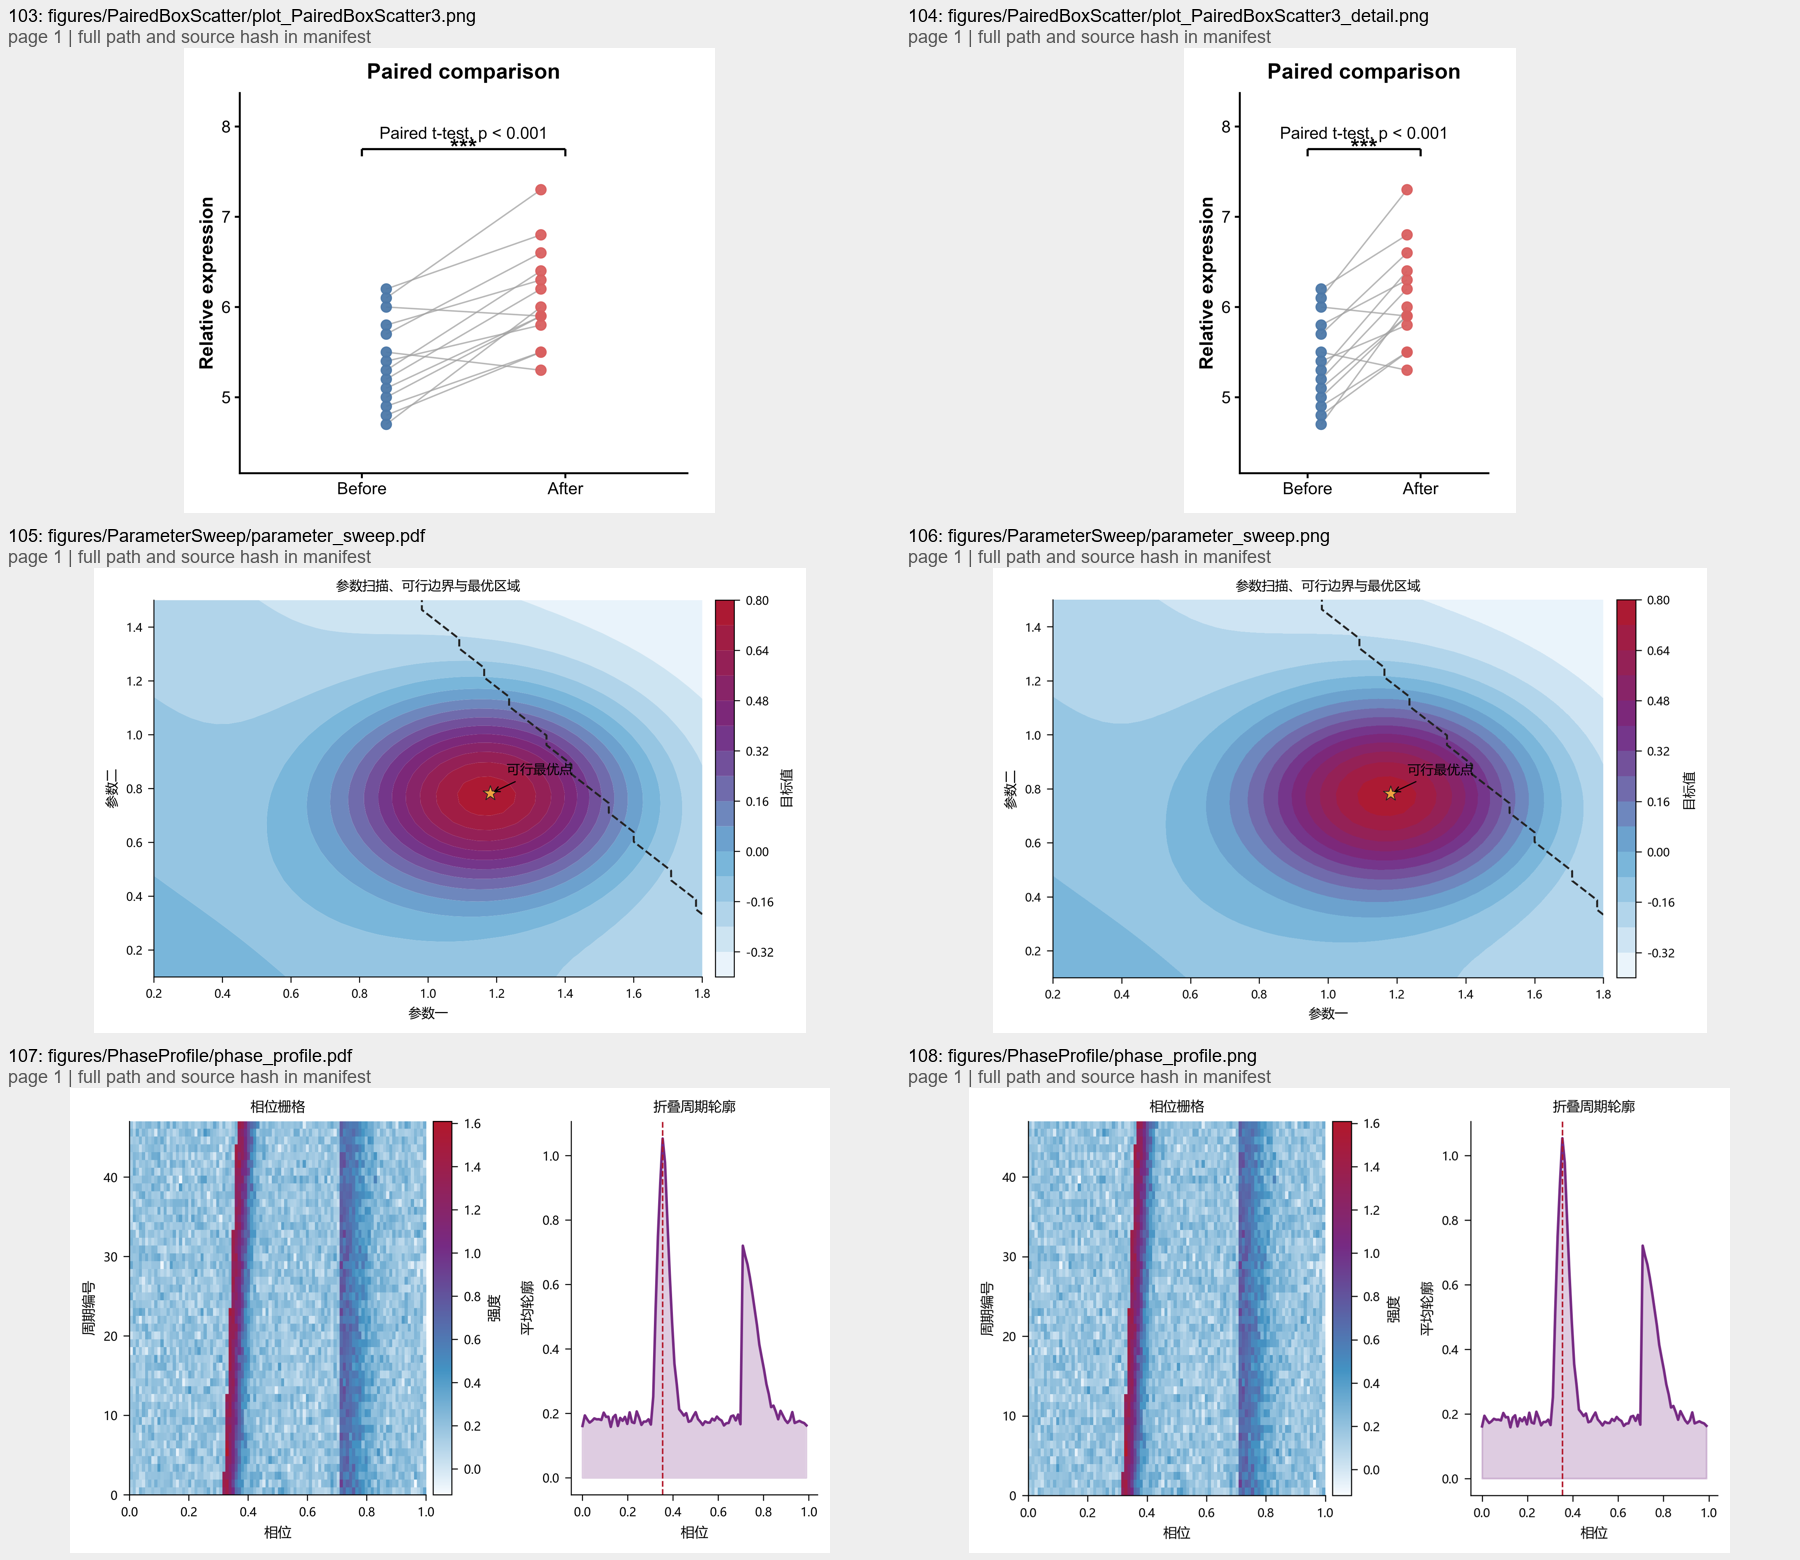 103: figures/PairedBoxScatter/plot_PairedBoxScatter3.png
page 1 | full path and source hash in manifest
Paired comparison
Paired t-test, p < 0.001
***
8
7
6
5
Relative expression
Before
After
104: figures/PairedBoxScatter/plot_PairedBoxScatter3_detail.png
page 1 | full path and source hash in manifest
Paired comparison
Paired t-test, p < 0.001
***
8
7
6
5
Relative expression
Before
After
105: figures/ParameterSweep/parameter_sweep.pdf
page 1 | full path and source hash in manifest
参数扫描、可行边界与最优区域
1.4
1.2
1.0
0.8
0.6
0.4
0.2
参数二
可行最优点
0.2
0.4
0.6
0.8
1.0
1.2
1.4
1.6
1.8
参数一
0.80
0.64
0.48
0.32
0.16
0.00
-0.16
-0.32
目标值
106: figures/ParameterSweep/parameter_sweep.png
page 1 | full path and source hash in manifest
参数扫描、可行边界与最优区域
1.4
1.2
1.0
0.8
0.6
0.4
0.2
参数二
可行最优点
0.2
0.4
0.6
0.8
1.0
1.2
1.4
1.6
1.8
参数一
0.80
0.64
0.48
0.32
0.16
0.00
-0.16
-0.32
目标值
107: figures/PhaseProfile/phase_profile.pdf
page 1 | full path and source hash in manifest
相位栅格
40
30
20
10
0
周期编号
0.0
0.2
0.4
0.6
0.8
1.0
相位
1.6
1.4
1.2
1.0
0.8
0.6
0.4
0.2
0.0
强度
折叠周期轮廓
1.0
0.8
0.6
0.4
0.2
0.0
平均轮廓
0.0
0.2
0.4
0.6
0.8
1.0
相位
108: figures/PhaseProfile/phase_profile.png
page 1 | full path and source hash in manifest
相位栅格
40
30
20
10
0
周期编号
0.0
0.2
0.4
0.6
0.8
1.0
相位
1.6
1.4
1.2
1.0
0.8
0.6
0.4
0.2
0.0
强度
折叠周期轮廓
1.0
0.8
0.6
0.4
0.2
0.0
平均轮廓
0.0
0.2
0.4
0.6
0.8
1.0
相位